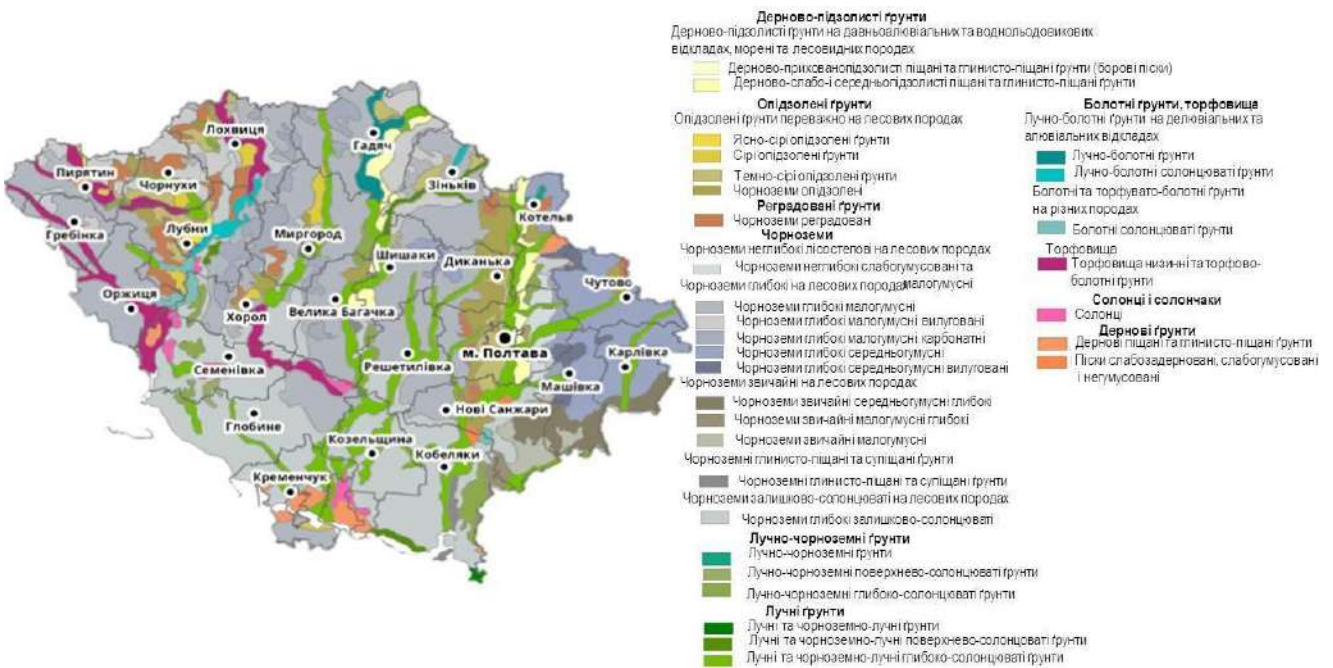 Лохвиця
Гадяч
Пирятин
Чорнухи
Зіньків
Котельв
Гребінка
Лубни
Миргород
Шишаки
Диканька
Чутово
Оржиця
Хорол
Велика Багачка
м. Полтава
Карлівка
Семенівка
Решетилівка
Машівка
Нові Санжари
Глобине
Козельщина
Кобеляки
Кременчук
Дерново-підзолисті ґрунти
Дерново-підзолисті ґрунти на давньоалювіальних та водно­льодовикових
відкладах, морені та лесовидних породах
Дерново-прихованопідзолисті піщані та глинисто-піщані ґрунти (борові піски)
Дерново-слабо-і середньопідзолисті піщані та глинисто-піщані ґрунти
Опідзолені ґрунти
Опідзолені ґрунти переважно на лесових породах
Ясно-сірі опідзолені ґрунти
Сірі опідзолені ґрунти
Темно-сірі опідзолені ґрунти
Чорноземи опідзолені
Реградовані ґрунти
Чорноземи реградовані
Чорноземи
Чорноземи неглибокі лісостепові на лесових породах
Чорноземи неглибокі слабогумусовані та
малогумусні
Чорноземи глибокі на лесових породах
Чорноземи глибокі малогумусні
Чорноземи глибокі малогумусні вилуговані
Чорноземи глибокі малогумусні карбонатні
Чорноземи глибокі середньогумусні
Чорноземи глибокі середньогумусні вилуговані
Чорноземи звичайні на лесових породах
Чорноземи звичайні середньогумусні глибокі
Чорноземи звичайні малогумусні глибокі
Чорноземи звичайні малогумусні
Чорноземні глинисто-піщані та супіщані ґрунти
Чорноземні глинисто-піщані та супіщані ґрунти
Чорноземи залишково-солонцюваті на лесових породах
Чорноземи глибокі залишково-солонцюваті
Лучно-чорноземні ґрунти
Лучно-чорноземні ґрунти
Лучно-чорноземні поверхнево-солонцюваті ґрунти
Лучно-чорноземні глибоко-солонцюваті ґрунти
Лучні ґрунти
Лучні та чорноземно-лучні ґрунти
Лучні та чорноземно-лучні поверхнево-солонцоваті ґрунти
Лучні та чорноземно-лучні глибоко-солонцюваті ґрунти
Болотні ґрунти, торфовища
Лучно-болотні ґрунти на делювіальних та
алювіальних відкладах
Лучно-болотні ґрунти
Лучно-болотні солонцюваті ґрунти
Болотні та торфувато-болотні ґрунти
на різних породах
Болотні солонцюваті ґрунти
Торфовища
Торфовища низинні та торфово-
болотні ґрунти
Солонці і солончаки
Солонці
Дернові ґрунти
Дернові піщані та глинисто-піщані ґрунти
Піски слабозадерновані, слабогумусовані
і негумусовані